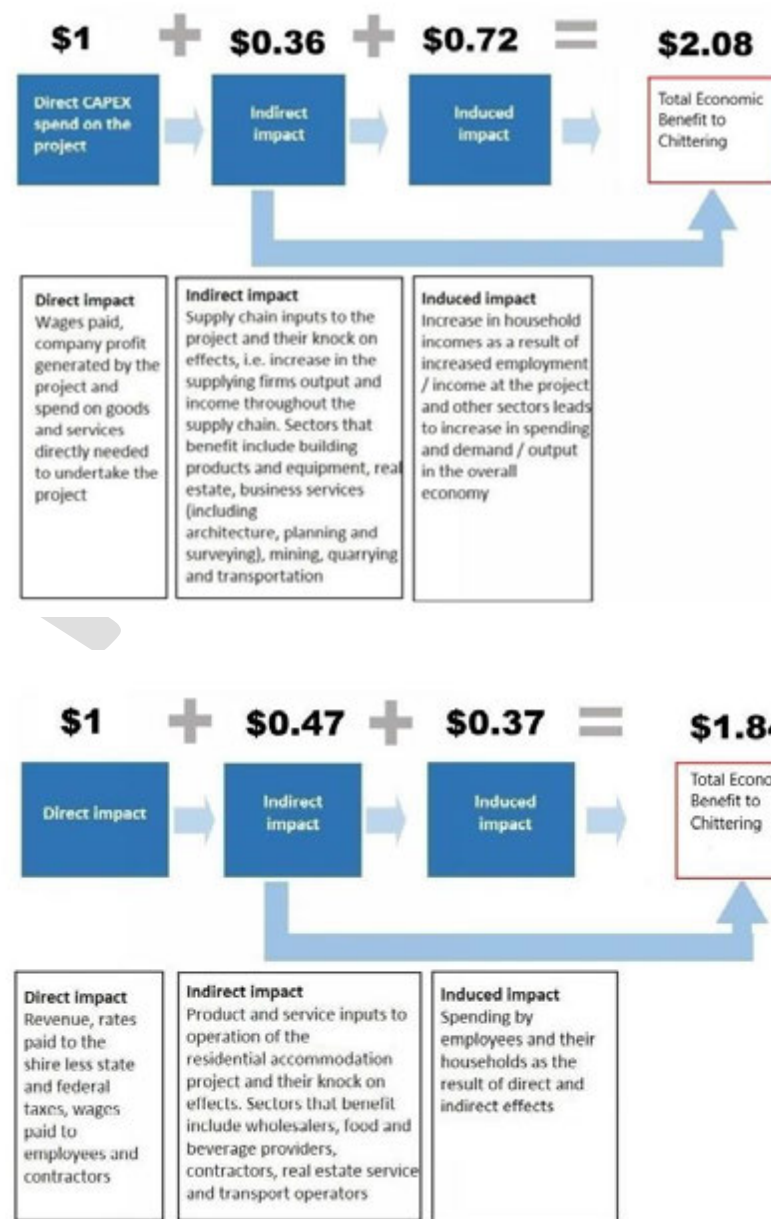 $1 + $0.36 + $0.72 = $2.08
Direct CAPEX
spend on the
project
Indirect
impact
Induced
impact
Total Economic
Benefit to
Chittering
Direct impact
Wages paid,
company profit
generated by the
project and
spend on goods
and services
directly needed
to undertake the
project
Indirect impact
Supply chain inputs to the
project and their knock on
effects, i.e. increase in the
supplying firms output and
income throughout the
supply chain. Sectors that
benefit include building
products and equipment, real
estate, business services
(including
architecture, planning and
surveying), mining, quarrying
and transportation
Induced impact
Increase in household
incomes as a result of
increased employment
/ income at the project
and other sectors leads
to increase in spending
and demand / output
in the overall
economy
$1 + $0.47 + $0.37 = $1.84
Direct impact
Indirect
impact
Induced
impact
Total Econo
Benefit to
Chittering
Direct impact
Revenue, rates
paid to the
shire less state
and federal
taxes, wages
paid to
employees and
contractors
Indirect impact
Product and service inputs to
operation of the
residential accommodation
project and their knock on
effects. Sectors that benefit
include wholesalers, food and
beverage providers,
contractors, real estate service
and transport operators
Induced impact
Spending by
employees and their
households as the
result of direct and
indirect effects